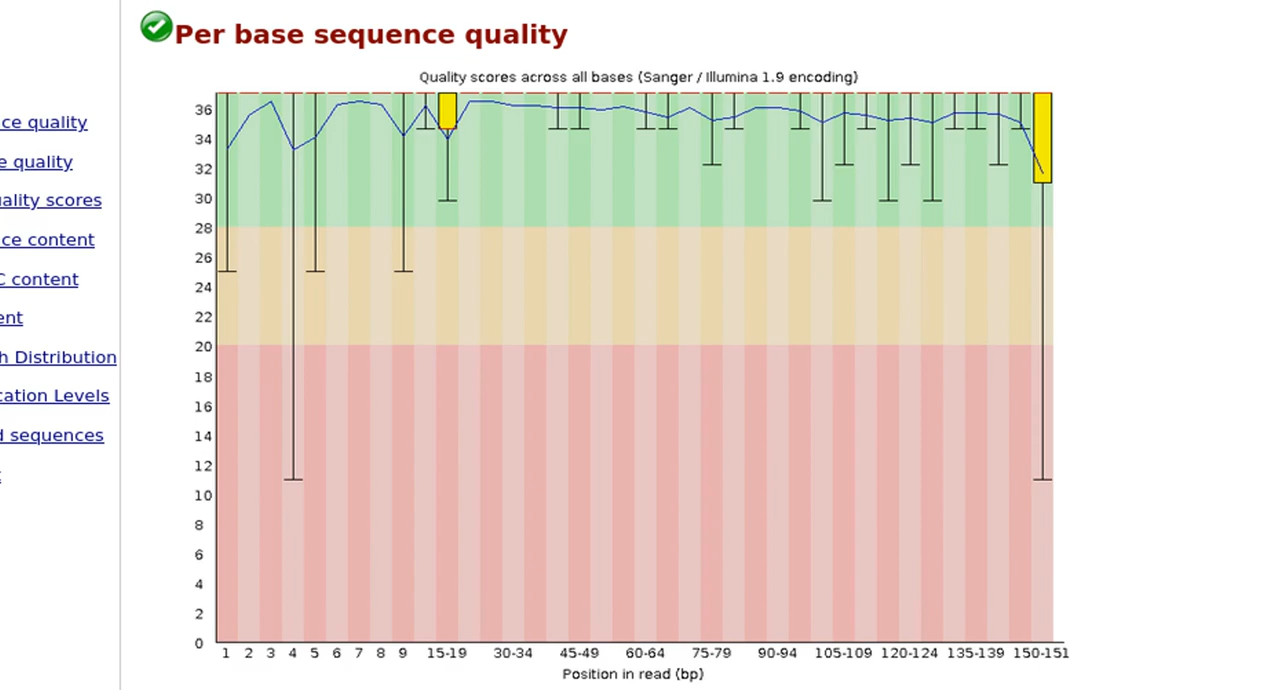 Per base sequence quality
Quality scores across all bases (Sanger / Illumina 1.9 encoding)
ce quality
e quality
ality scores
ce content
C content
ent
h Distribution
cation Levels
d sequences
36
34
32
30
28
26
24
22
20
18
16
14
12
10
8
6
4
2
0
1 2 3 4 5 6 7 8 9 15-19 30-34 45-49 60-64 75-79 90-94 105-109 120-124 135-139 150-151
Position in read (bp)